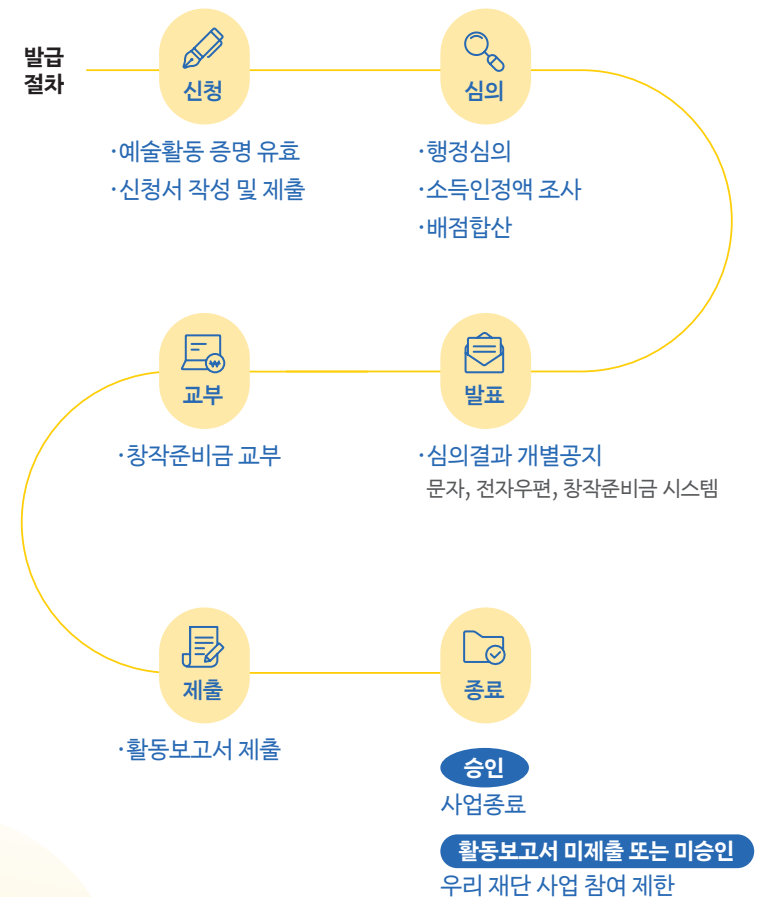 발급
절차
신청
·예술활동 증명 유효
·신청서 작성 및 제출
심의
·행정심의
·소득인정액 조사
·배점합산
발표
·심의결과 개별공지
문자, 전자우편, 창작준비금 시스템
교부
·창작준비금 교부
제출
·활동보고서 제출
종료
승인
사업종료
활동보고서 미제출 또는 미승인
우리 재단 사업 참여 제한